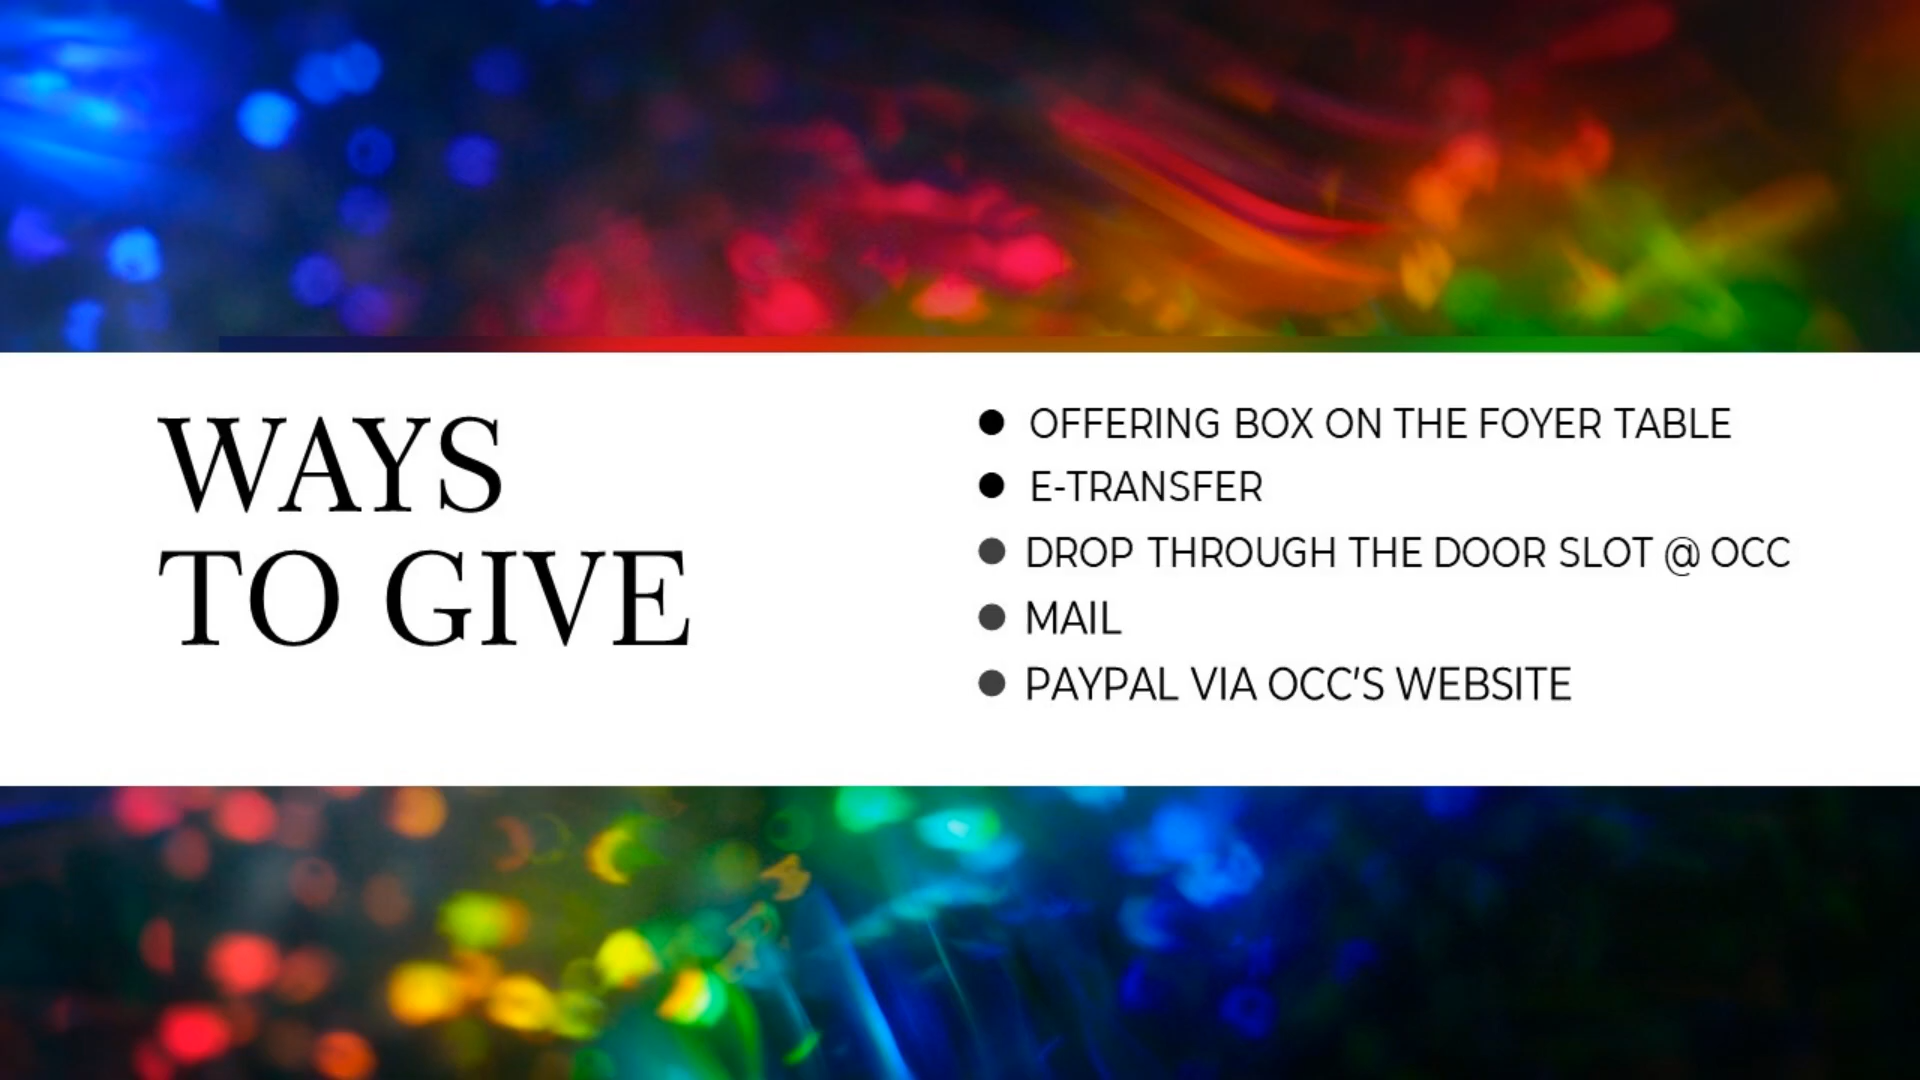 WAYS
TO GIVE
● OFFERING BOX ON THE FOYER TABLE
● E-TRANSFER
● DROP THROUGH THE DOOR SLOT @ OCC
● MAIL
● PAYPAL VIA OCC'S WEBSITE